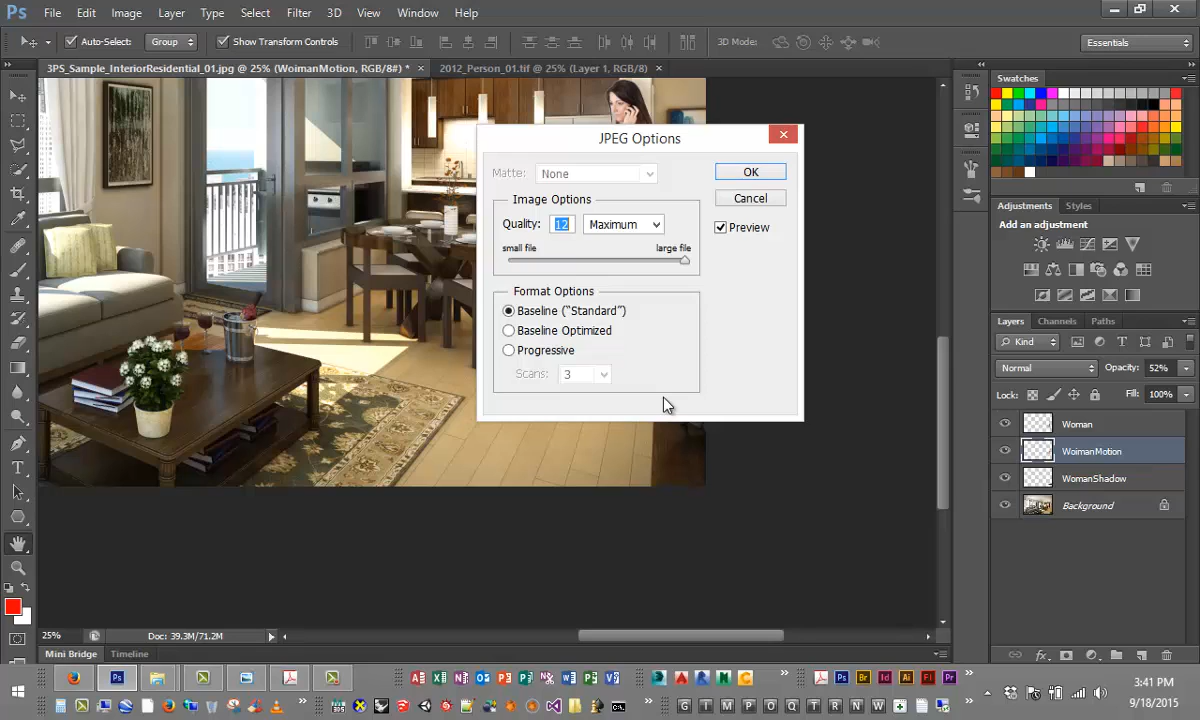 Ps File Edit Image Layer Type Select Filter 3D View Window Help
Auto-Select: Group Show Transform Controls 3D Mode: Essentials
3PS_Sample_InteriorResidential_01.jpg @ 25% (WoimanMotion, RGB/8#) * × 2012_Person_01.tif @ 25% (Layer 1, RGB/8) ×
JPEG Options
Matte: None
OK
Image Options
Cancel
Quality: 12 Maximum
Preview
small file large file
Format Options
Baseline ("Standard")
Baseline Optimized
Progressive
Scans: 3
Swatches
Adjustments Styles
Add an adjustment
Layers Channels Paths
Kind
Normal Opacity: 52%
Lock: Fill: 100%
Woman
WoimanMotion
WomanShadow
Background
25% Doc: 39.3M/71.2M
Mini Bridge Timeline
3:41 PM
9/18/2015